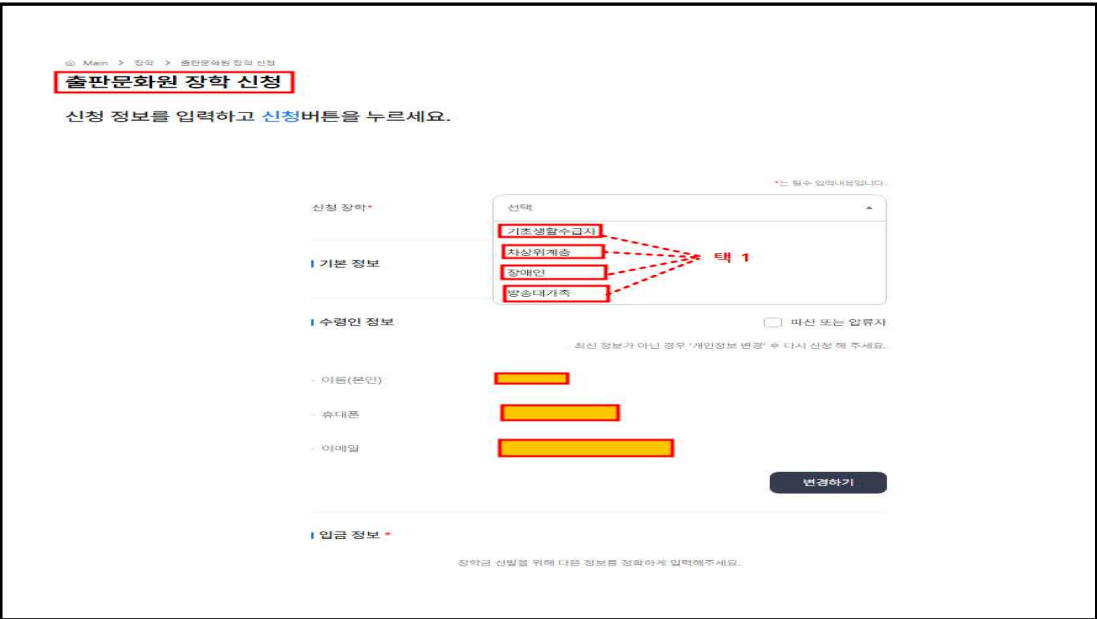 Main > 장학 > 출판문화원 장학 신청
출판문화원 장학 신청
신청 정보를 입력하고 신청버튼을 누르세요.
*는 필수 입력내용입니다.
신청 장학*
선택
기초생활수급자
차상위계층
장애인
방송대가족
택 1
기본 정보
수령인 정보
파산 또는 압류자
최신 정보가 아닌 경우 '개인정보 변경' 후 다시 신청 해 주세요.
- 이름(본인)
- 휴대폰
- 이메일
변경하기
입금 정보 *
장학금 선발을 위해 다음 정보를 정확하게 입력해주세요.